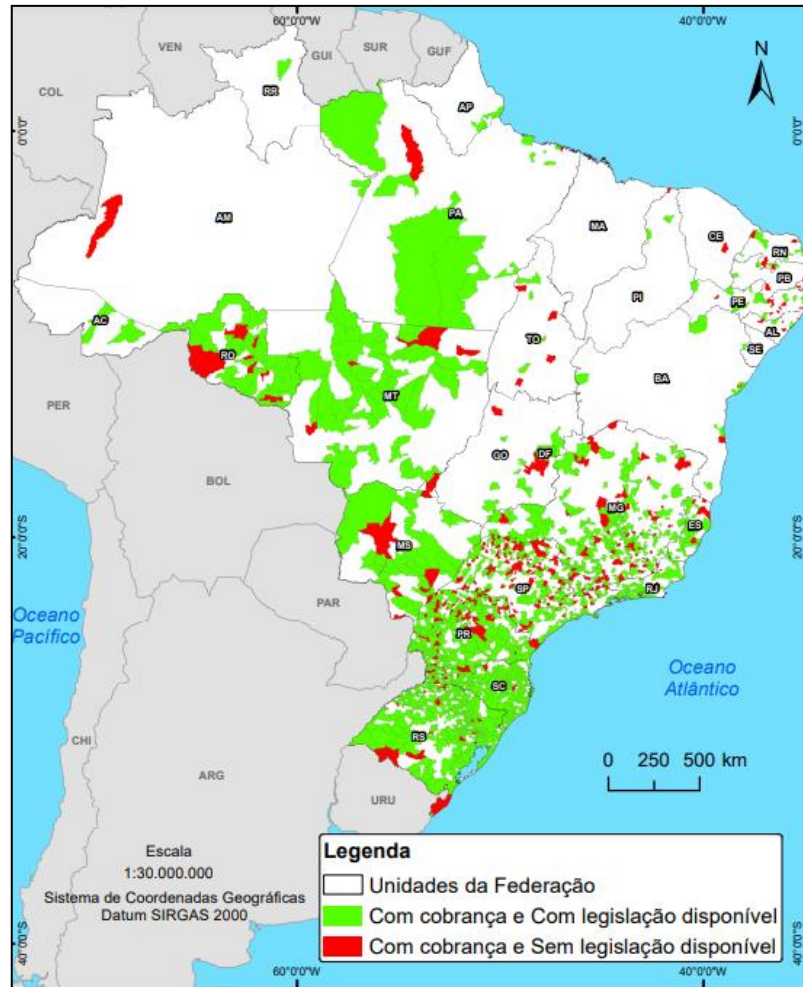 60°0'0"W
40°0'0"W
VEN
GUI
SUR
GUF
N
COL
RR
AP
0°0'0"
0°0'0"
AM
PA
MA
CE
RN
PB
PI
PE
AC
AL
TO
SE
RO
BA
MT
PER
GO
DF
BOL
MG
ES
20°0'0"S
20°0'0"S
MS
SP
RJ
PAR
Oceano
Pacífico
PR
Oceano
Atlântico
SC
CHI
RS
0 250 500 km
ARG
URU
Escala
1:30.000.000
Sistema de Coordenadas Geográficas
Datum SIRGAS 2000
Legenda
Unidades da Federação
Com cobrança e Com legislação disponível
Com cobrança e Sem legislação disponível
40°0'0"S
40°0'0"S
60°0'0"W
40°0'0"W